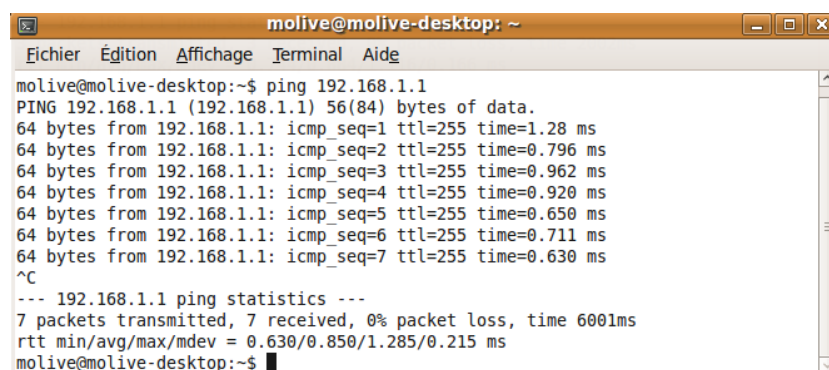 molive@molive-desktop: ~
Fichier Édition Affichage Terminal Aide
molive@molive-desktop:~$ ping 192.168.1.1
PING 192.168.1.1 (192.168.1.1) 56(84) bytes of data.
64 bytes from 192.168.1.1: icmp_seq=1 ttl=255 time=1.28 ms
64 bytes from 192.168.1.1: icmp_seq=2 ttl=255 time=0.796 ms
64 bytes from 192.168.1.1: icmp_seq=3 ttl=255 time=0.962 ms
64 bytes from 192.168.1.1: icmp_seq=4 ttl=255 time=0.920 ms
64 bytes from 192.168.1.1: icmp_seq=5 ttl=255 time=0.650 ms
64 bytes from 192.168.1.1: icmp_seq=6 ttl=255 time=0.711 ms
64 bytes from 192.168.1.1: icmp_seq=7 ttl=255 time=0.630 ms
^C
--- 192.168.1.1 ping statistics ---
7 packets transmitted, 7 received, 0% packet loss, time 6001ms
rtt min/avg/max/mdev = 0.630/0.850/1.285/0.215 ms
molive@molive-desktop:~$